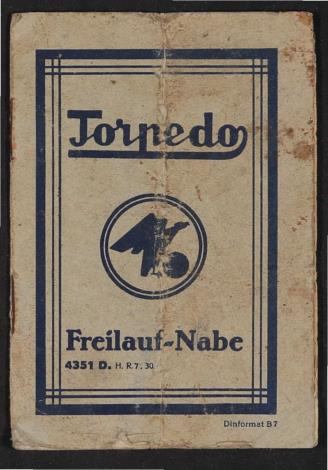 Torpedo
Freilauf-Nabe
4351 D. H. R. 7. 30.
Dinformat B7